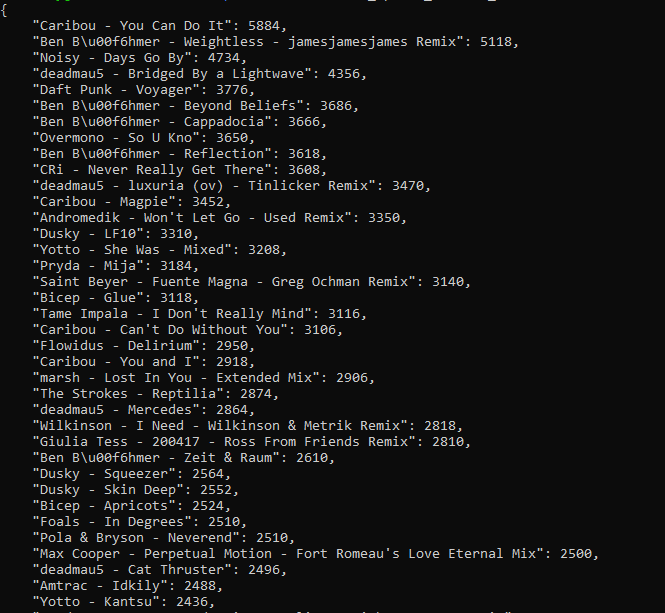 {
"Caribou - You Can Do It": 5884,
"Ben B\u00f6hmer - Weightless - jamesjamesjames Remix": 5118,
"Noisy - Days Go By": 4734,
"deadmau5 - Bridged By a Lightwave": 4356,
"Daft Punk - Voyager": 3776,
"Ben B\u00f6hmer - Beyond Beliefs": 3686,
"Ben B\u00f6hmer - Cappadocia": 3666,
"Overmono - So U Kno": 3650,
"Ben B\u00f6hmer - Reflection": 3618,
"CRi - Never Really Get There": 3608,
"deadmau5 - luxuria (ov) - Tinlicker Remix": 3470,
"Caribou - Magpie": 3452,
"Andromedik - Won't Let Go - Used Remix": 3350,
"Dusky - LF10": 3310,
"Yotto - She Was - Mixed": 3208,
"Pryda - Mija": 3184,
"Saint Beyer - Fuente Magna - Greg Ochman Remix": 3140,
"Bicep - Glue": 3118,
"Tame Impala - I Don't Really Mind": 3116,
"Caribou - Can't Do Without You": 3106,
"Flowidus - Delirium": 2950,
"Caribou - You and I": 2918,
"marsh - Lost In You - Extended Mix": 2906,
"The Strokes - Reptilia": 2874,
"deadmau5 - Mercedes": 2864,
"Wilkinson - I Need - Wilkinson & Metrik Remix": 2818,
"Giulia Tess - 200417 - Ross From Friends Remix": 2810,
"Ben B\u00f6hmer - Zeit & Raum": 2610,
"Dusky - Squeezer": 2564,
"Dusky - Skin Deep": 2552,
"Bicep - Apricots": 2524,
"Foals - In Degrees": 2510,
"Pola & Bryson - Neverend": 2510,
"Max Cooper - Perpetual Motion - Fort Romeau's Love Eternal Mix": 2500,
"deadmau5 - Cat Thruster": 2496,
"Amtrac - Idkily": 2488,
"Yotto - Kantsu": 2436,